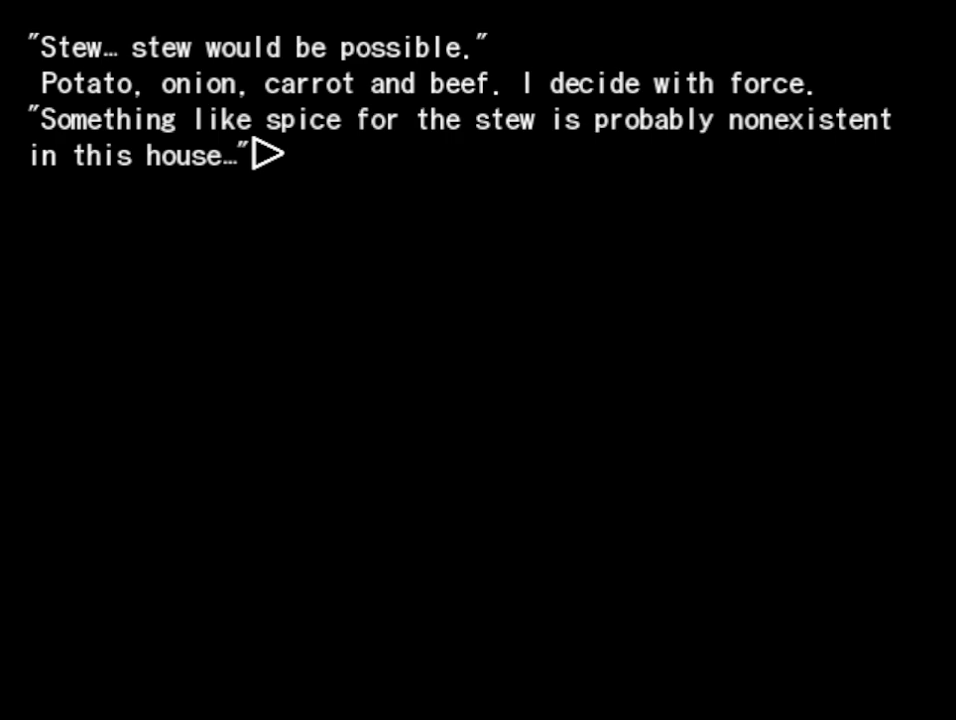 "Stew… stew would be possible."
Potato, onion, carrot and beef. I decide with force.
"Something like spice for the stew is probably nonexistent
in this house…"